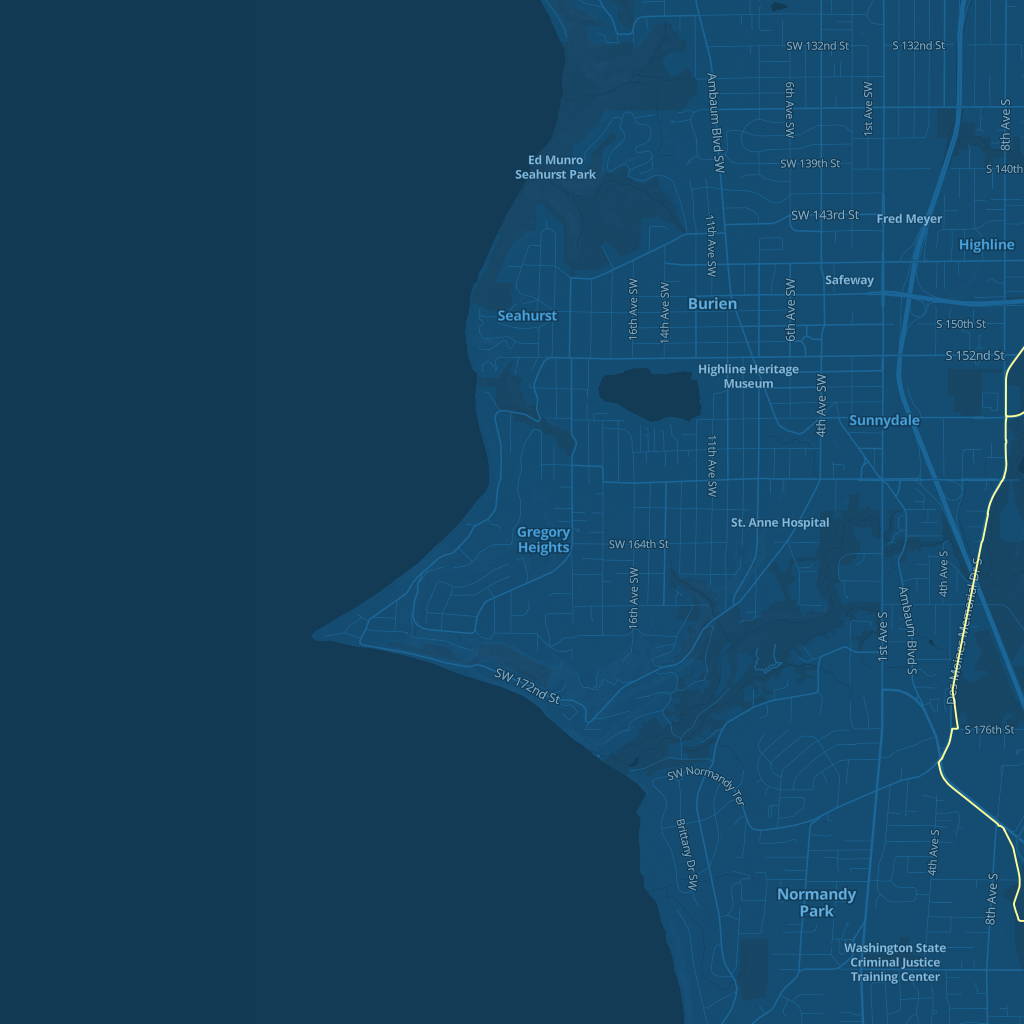 SW 132nd St
S 132nd St
Ambaum Blvd SW
6th Ave SW
1st Ave SW
8th Ave S
Ed Munro
Seahurst Park
SW 139th St
S 140th
11th Ave SW
SW 143rd St
Fred Meyer
Highline
Safeway
16th Ave SW
14th Ave SW
6th Ave SW
Burien
Seahurst
S 150th St
S 152nd St
Highline Heritage
Museum
4th Ave SW
Sunnydale
11th Ave SW
St. Anne Hospital
Gregory
Heights
SW 164th St
16th Ave SW
4th Ave S
Des Moines Memorial Dr S
Ambaum Blvd S
1st Ave S
SW 172nd St
S 176th St
SW Normandy Ter
Brittany Dr SW
4th Ave S
8th Ave S
Normandy
Park
Washington State
Criminal Justice
Training Center